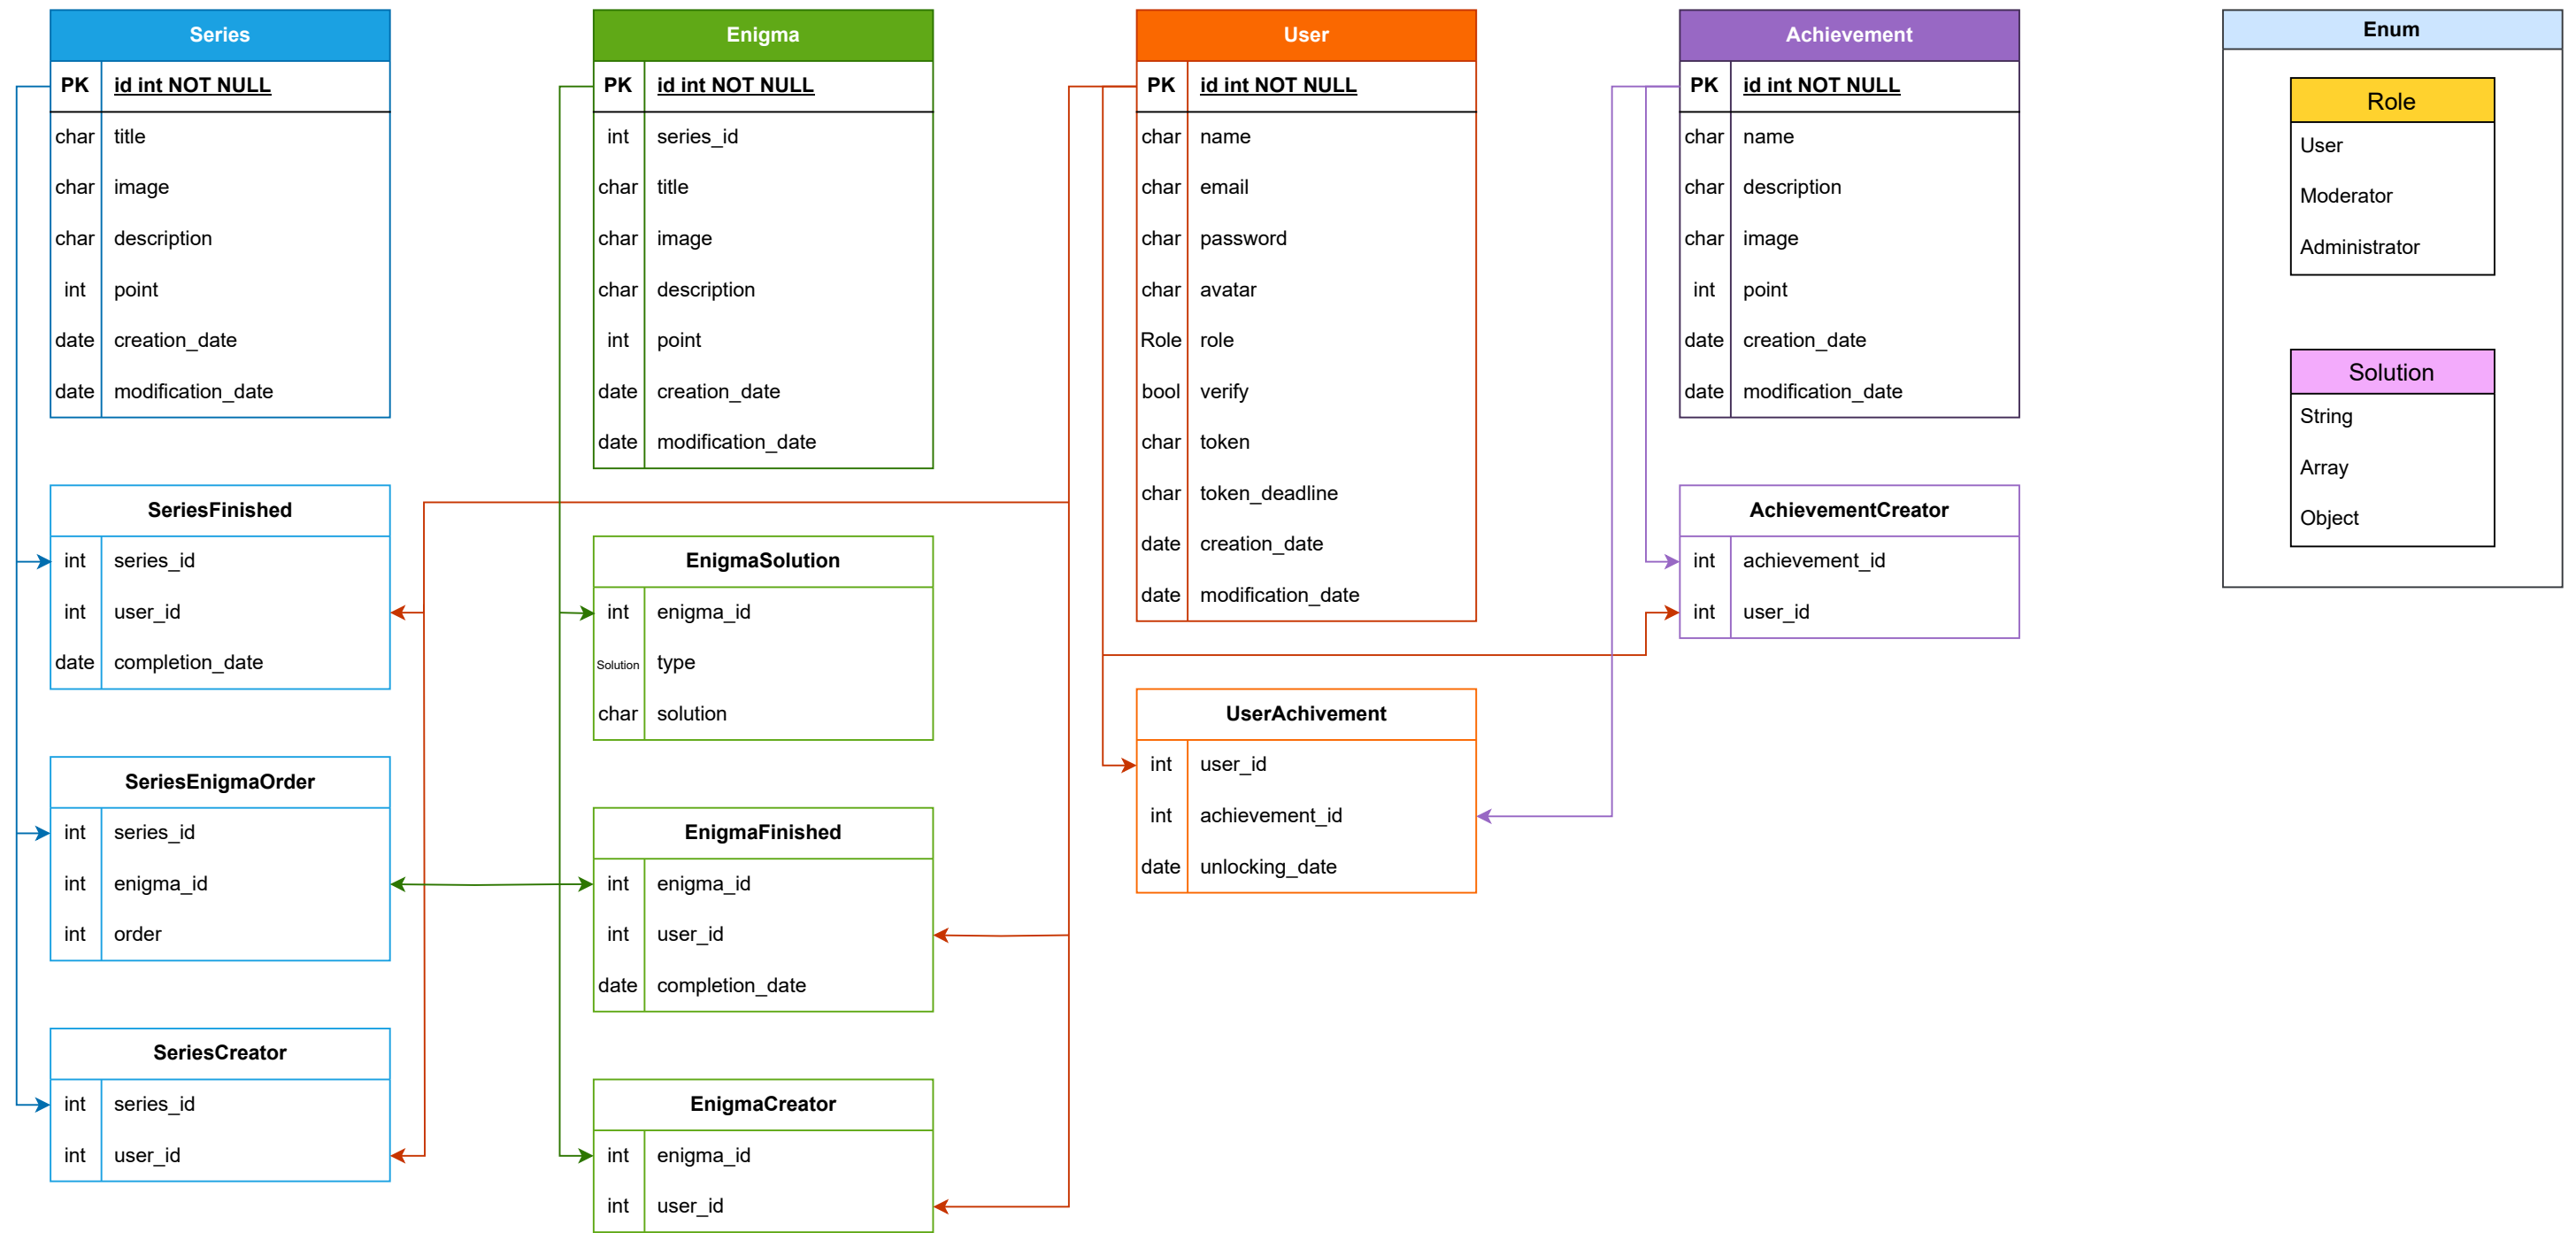 Series
PK id int NOT NULL
char title
char image
char description
int point
date creation_date
date modification_date
SeriesFinished
int series_id
int user_id
date completion_date
SeriesEnigmaOrder
int series_id
int enigma_id
int order
SeriesCreator
int series_id
int user_id
Enigma
PK id int NOT NULL
int series_id
char title
char image
char description
int point
date creation_date
date modification_date
EnigmaSolution
int enigma_id
Solution type
char solution
EnigmaFinished
int enigma_id
int user_id
date completion_date
EnigmaCreator
int enigma_id
int user_id
User
PK id int NOT NULL
char name
char email
char password
char avatar
Role role
bool verify
char token
char token_deadline
date creation_date
date modification_date
UserAchivement
int user_id
int achievement_id
date unlocking_date
Achievement
PK id int NOT NULL
char name
char description
char image
int point
date creation_date
date modification_date
AchievementCreator
int achievement_id
int user_id
Enum
Role
User
Moderator
Administrator
Solution
String
Array
Object